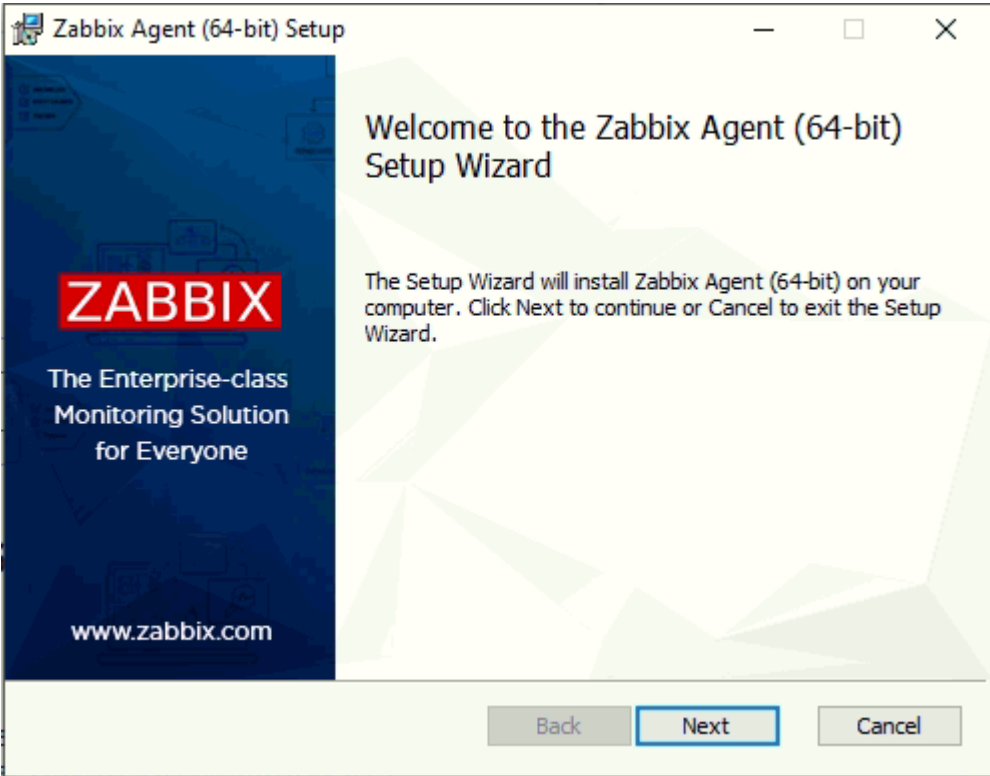 Zabbix Agent (64-bit) Setup
Welcome to the Zabbix Agent (64-bit)
Setup Wizard
The Setup Wizard will install Zabbix Agent (64-bit) on your
computer. Click Next to continue or Cancel to exit the Setup
Wizard.
ZABBIX
The Enterprise-class
Monitoring Solution
for Everyone
www.zabbix.com
Back
Next
Cancel